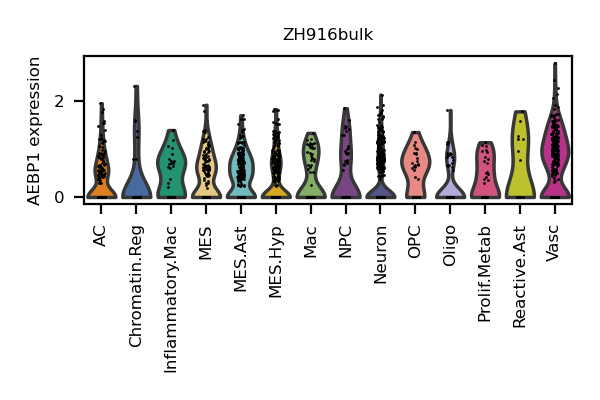 ZH916bulk
AEBP1 expression
2
0
AC
Chromatin.Reg
Inflammatory.Mac
MES
MES.Ast
MES.Hyp
Mac
NPC
Neuron
OPC
Oligo
Prolif.Metab
Reactive.Ast
Vasc